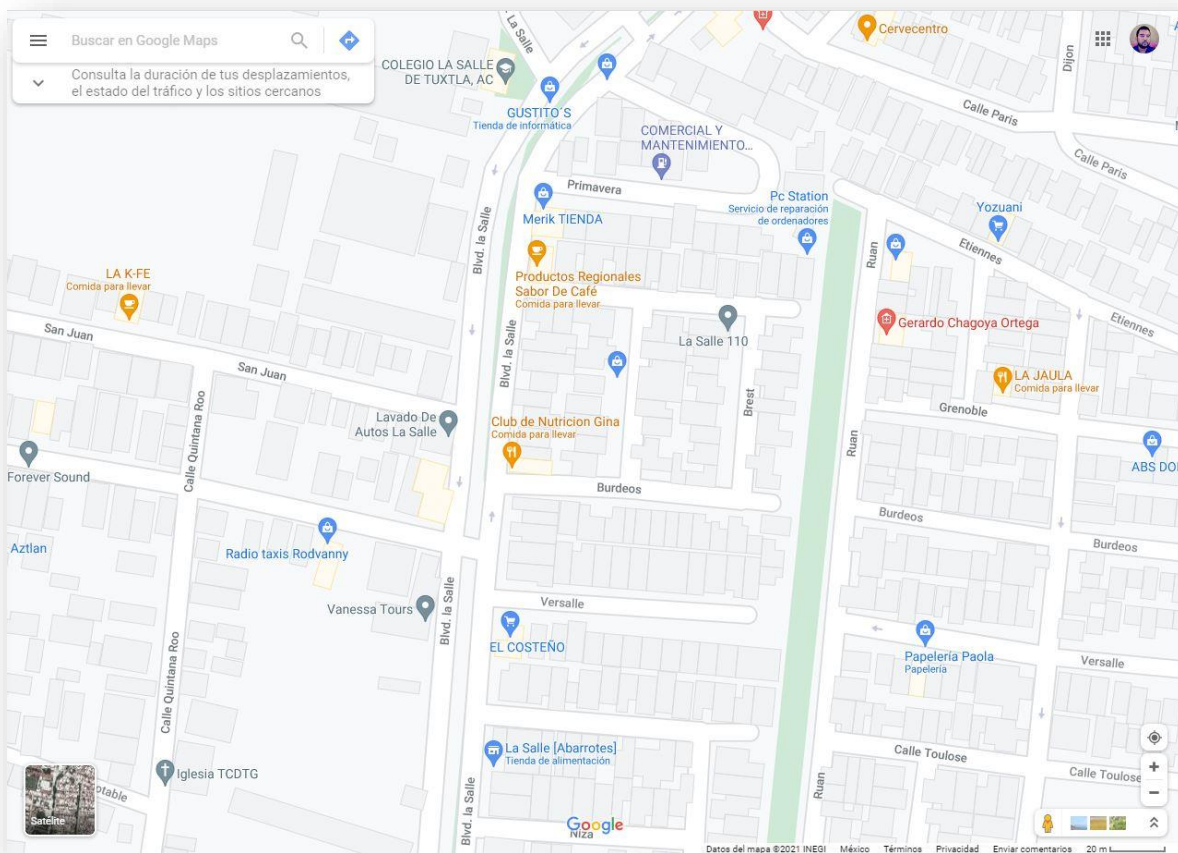 La Salle
Cervecentro
Dijon
Buscar en Google Maps
Consulta la duración de tus desplazamientos,
el estado del tráfico y los sitios cercanos
COLEGIO LA SALLE
DE TUXTLA, AC
GUSTITO´S
Tienda de informática
Calle Paris
COMERCIAL Y
MANTENIMIENTO...
Calle Paris
Primavera
Pc Station
Servicio de reparación
de ordenadores
Merik TIENDA
Yozuani
Blvd. la Salle
Ruan
Etiennes
LA K-FE
Comida para llevar
Productos Regionales
Sabor De Café
Comida para llevar
Etiennes
San Juan
La Salle 110
Gerardo Chagoya Ortega
Blvd. la Salle
San Juan
LA JAULA
Comida para llevar
Brest
Grenoble
Calle Quintana Roo
Lavado De
Autos La Salle
Club de Nutricion Gina
Comida para llevar
Ruan
Forever Sound
ABS DO
Burdeos
Burdeos
Burdeos
Aztlan
Radio taxis Rodvanny
Vanessa Tours
Blvd. la Salle
Versalle
EL COSTEÑO
Papelería Paola
Papelería
Versalle
Calle Quintana Roo
La Salle [Abarrotes]
Tienda de alimentación
Calle Toulose
Calle Toulose
Iglesia TCDTG
Ruan
otable
Blvd. la Salle
Satélite
Google
Niza
Datos del mapa ©2021 INEGI México Términos Privacidad Enviar comentarios 20 m